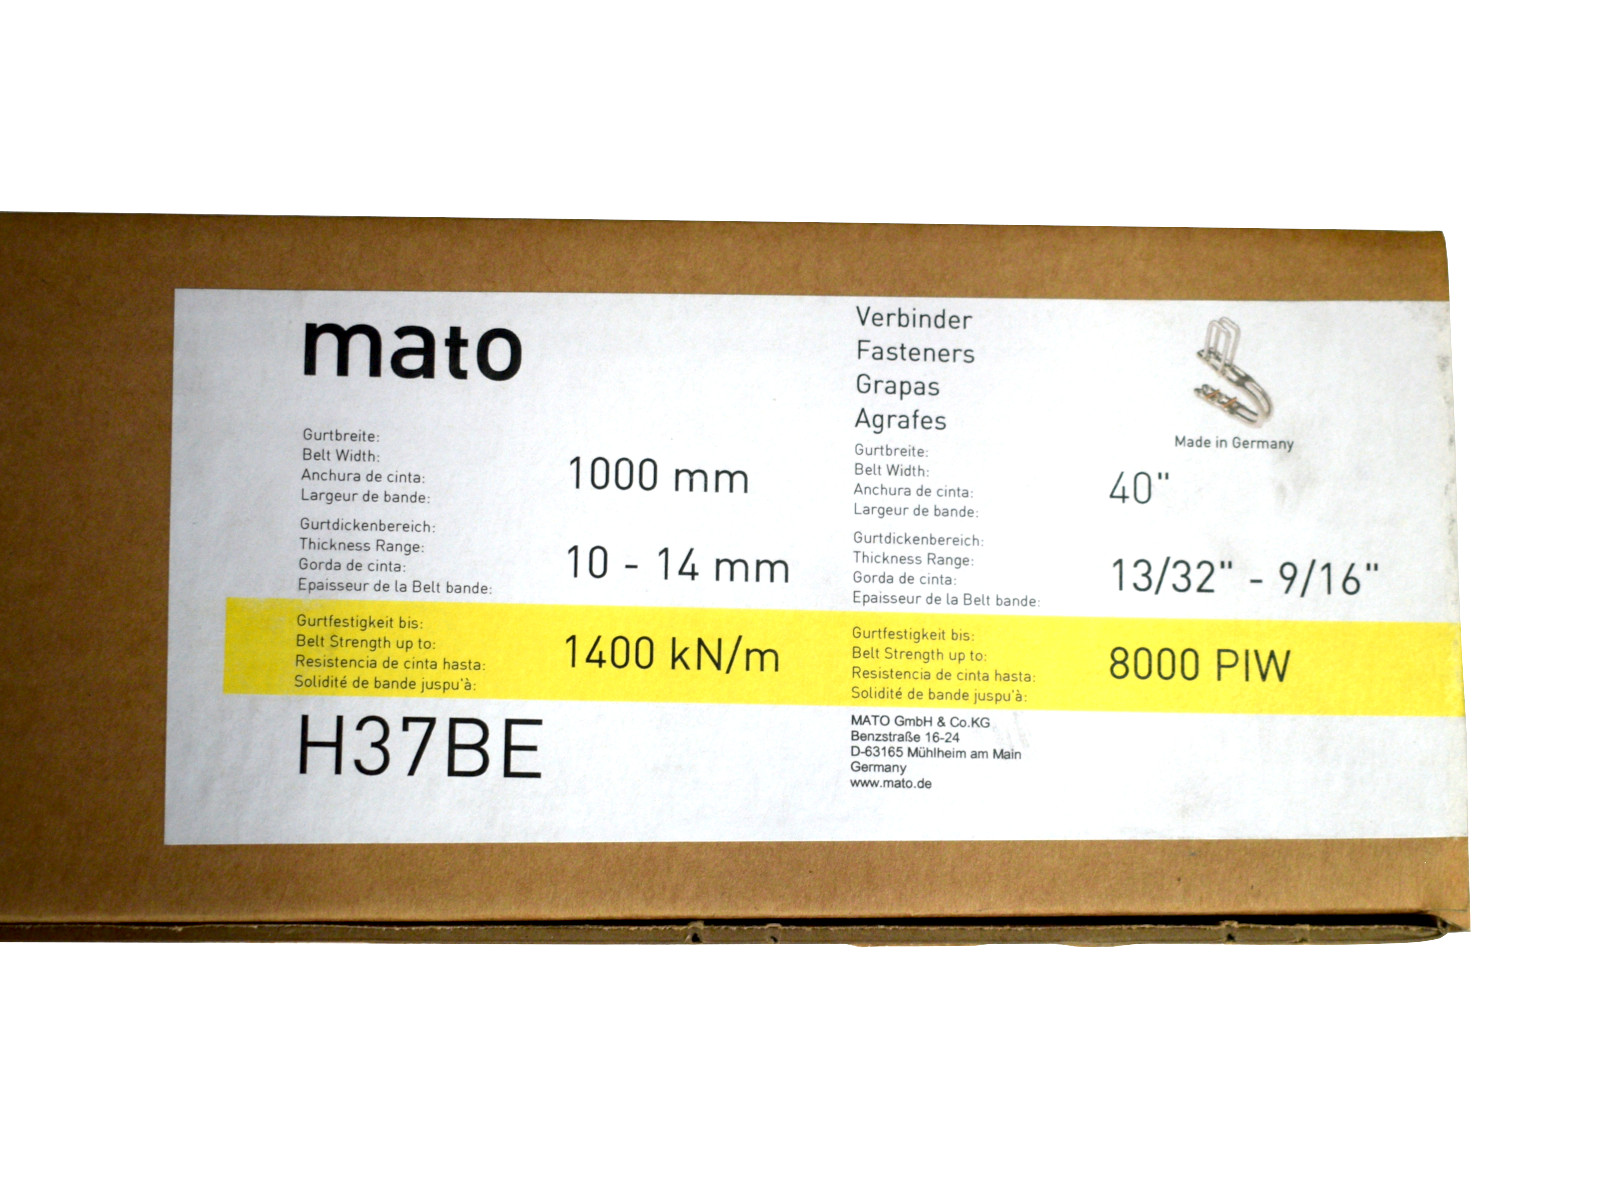 mato
Gurtbreite:
Belt Width:
Anchura de cinta:
Largeur de bande:
1000 mm
Gurtdickenbereich:
Thickness Range:
Gorda de cinta:
Epaisseur de la Belt bande:
10 - 14 mm
Gurtfestigkeit bis:
Belt Strength up to:
Resistencia de cinta hasta:
Solidité de bande juspu'à:
1400 kN/m
H37BE
Verbinder
Fasteners
Grapas
Agrafes
Made in Germany
Gurtbreite:
Belt Width:
Anchura de cinta:
Largeur de bande:
40"
Gurtdickenbereich:
Thickness Range:
Gorda de cinta:
Epaisseur de la Belt bande:
13/32" - 9/16"
Gurtfestigkeit bis:
Belt Strength up to:
Resistencia de cinta hasta:
Solidité de bande juspu'à:
8000 PIW
MATO GmbH & Co.KG
Benzstraße 16-24
D-63165 Mühlheim am Main
Germany
www.mato.de